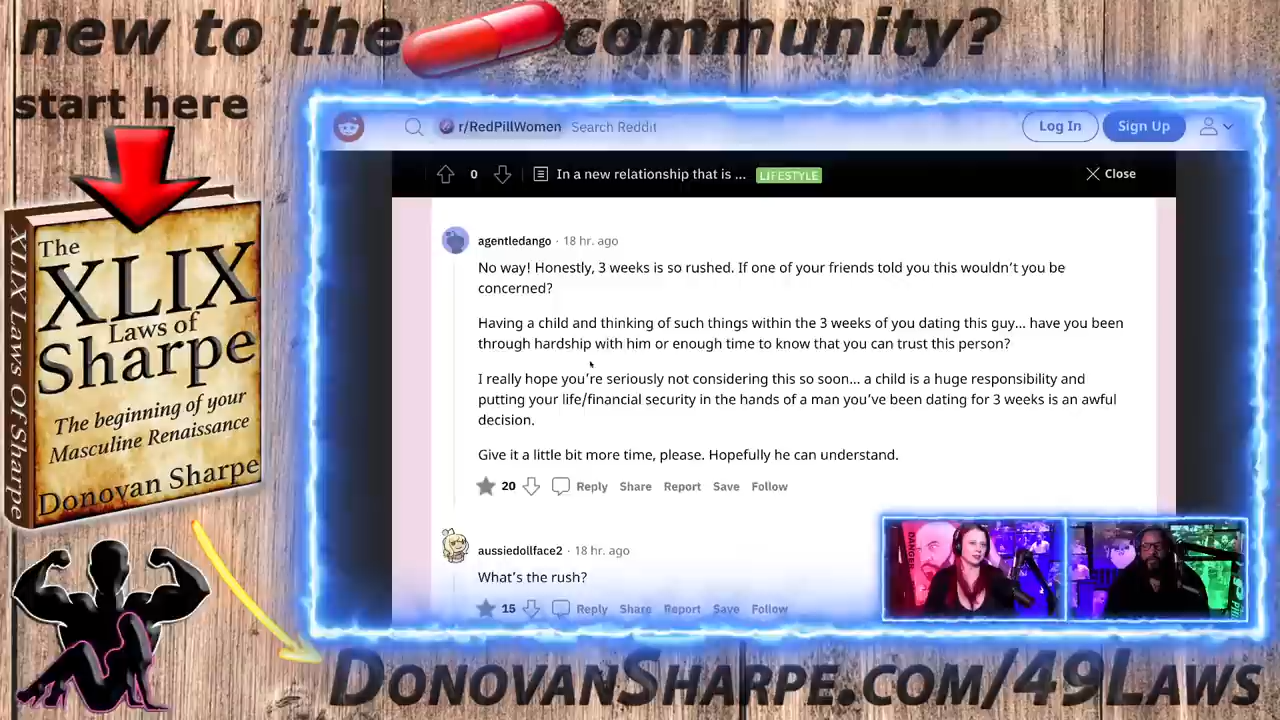 new to the community?
start here
XLIX Laws Of Sharpe
The
XLIX
Laws of
Sharpe
The beginning of your
Masculine Renaissance
Donovan Sharpe
r/RedPillWomen Search Reddit
Log In
Sign Up
0
In a new relationship that is ...
LIFESTYLE
Close
agentledango · 18 hr. ago
No way! Honestly, 3 weeks is so rushed. If one of your friends told you this wouldn't you be
concerned?
Having a child and thinking of such things within the 3 weeks of you dating this guy... have you been
through hardship with him or enough time to know that you can trust this person?
I really hope you're seriously not considering this so soon... a child is a huge responsibility and
putting your life/financial security in the hands of a man you've been dating for 3 weeks is an awful
decision.
Give it a little bit more time, please. Hopefully he can understand.
20 Reply Share Report Save Follow
aussiedollface2 · 18 hr. ago
What's the rush?
15 Reply Share Report Save Follow
DonovanSharpe.com/49Laws